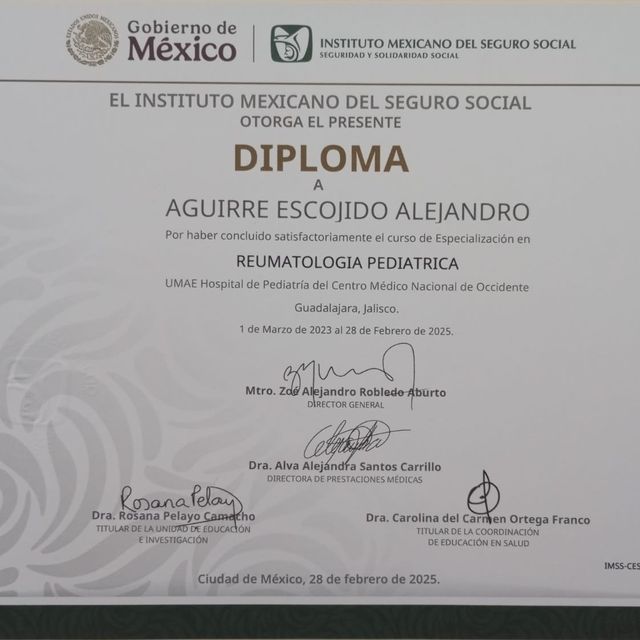 Gobierno de
México
INSTITUTO MEXICANO DEL SEGURO SOCIAL
SEGURIDAD Y SOLIDARIDAD SOCIAL
EL INSTITUTO MEXICANO DEL SEGURO SOCIAL
OTORGA EL PRESENTE
DIPLOMA
A
AGUIRRE ESCOJIDO ALEJANDRO
Por haber concluido satisfactoriamente el curso de Especialización en
REUMATOLOGIA PEDIATRICA
UMAE Hospital de Pediatría del Centro Médico Nacional de Occidente
Guadalajara, Jalisco.
1 de Marzo de 2023 al 28 de Febrero de 2025.
Mtro. Zoé Alejandro Robledo Aburto
DIRECTOR GENERAL
Dra. Alva Alejandra Santos Carrillo
DIRECTORA DE PRESTACIONES MÉDICAS
Rosana Pelayo
Dra. Rosana Pelayo Camacho
TITULAR DE LA UNIDAD DE EDUCACIÓN
E INVESTIGACIÓN
Dra. Carolina del Carmen Ortega Franco
TITULAR DE LA COORDINACIÓN
DE EDUCACIÓN EN SALUD
IMSS-CES
Ciudad de México, 28 de febrero de 2025.